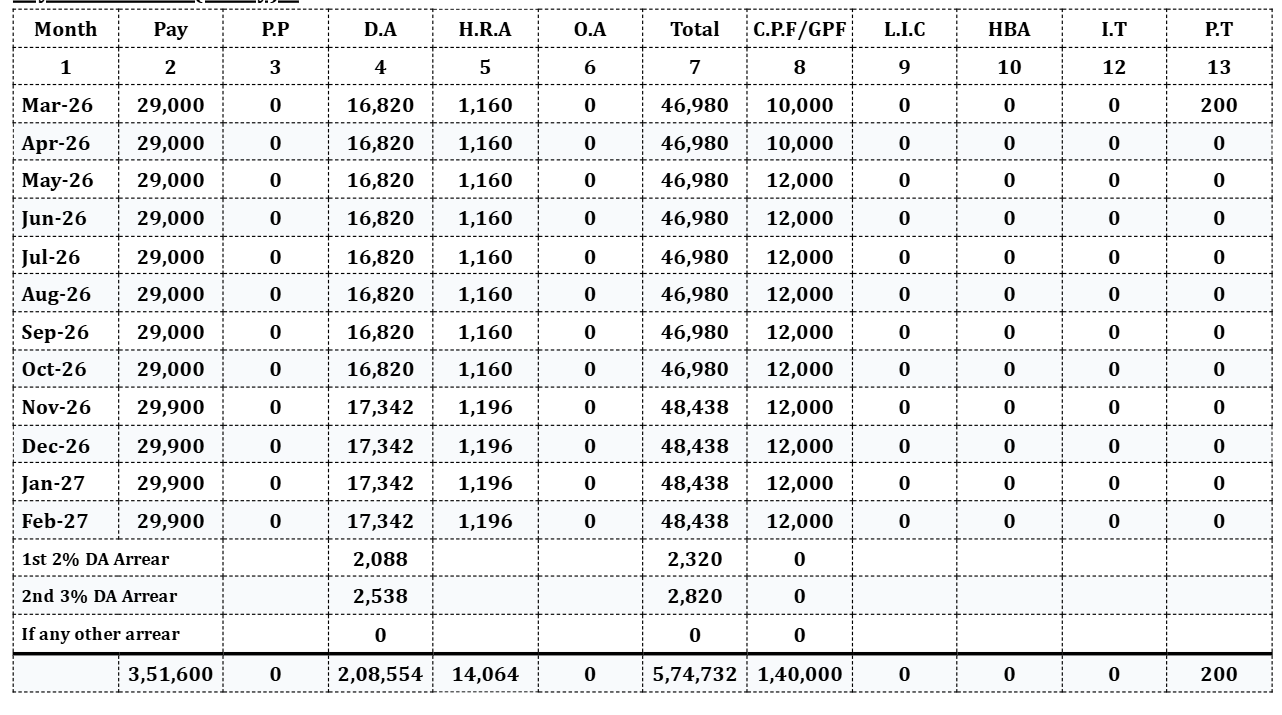 Month Pay P.P D.A H.R.A O.A Total C.P.F/GPF L.I.C HBA I.T P.T
1 2 3 4 5 6 7 8 9 10 12 13
Mar-26 29,000 0 16,820 1,160 0 46,980 10,000 0 0 0 200
Apr-26 29,000 0 16,820 1,160 0 46,980 10,000 0 0 0 0
May-26 29,000 0 16,820 1,160 0 46,980 12,000 0 0 0 0
Jun-26 29,000 0 16,820 1,160 0 46,980 12,000 0 0 0 0
Jul-26 29,000 0 16,820 1,160 0 46,980 12,000 0 0 0 0
Aug-26 29,000 0 16,820 1,160 0 46,980 12,000 0 0 0 0
Sep-26 29,000 0 16,820 1,160 0 46,980 12,000 0 0 0 0
Oct-26 29,000 0 16,820 1,160 0 46,980 12,000 0 0 0 0
Nov-26 29,900 0 17,342 1,196 0 48,438 12,000 0 0 0 0
Dec-26 29,900 0 17,342 1,196 0 48,438 12,000 0 0 0 0
Jan-27 29,900 0 17,342 1,196 0 48,438 12,000 0 0 0 0
Feb-27 29,900 0 17,342 1,196 0 48,438 12,000 0 0 0 0
1st 2% DA Arrear 2,088 2,320 0
2nd 3% DA Arrear 2,538 2,820 0
If any other arrear 0 0 0
3,51,600 0 2,08,554 14,064 0 5,74,732 1,40,000 0 0 0 200